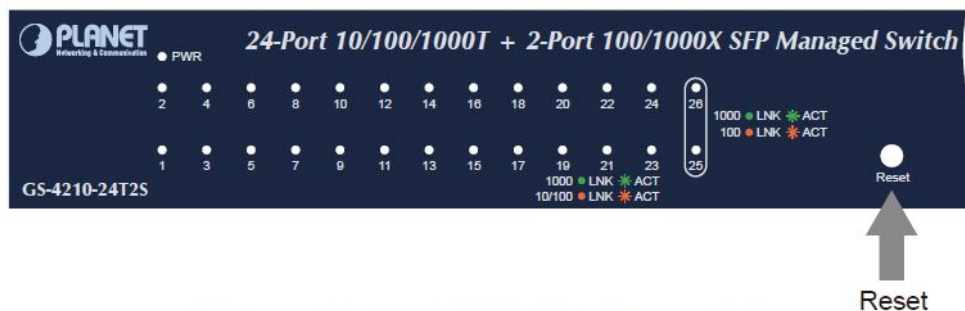 PLANET
Networking & Communication
24-Port 10/100/1000T + 2-Port 100/1000X SFP Managed Switch
PWR
2 4 6 8 10 12 14 16 18 20 22 24 26
1000 LNK ACT
100 LNK ACT
1 3 5 7 9 11 13 15 17 19 21 23 25
1000 LNK ACT
10/100 LNK ACT
GS-4210-24T2S
Reset
Reset